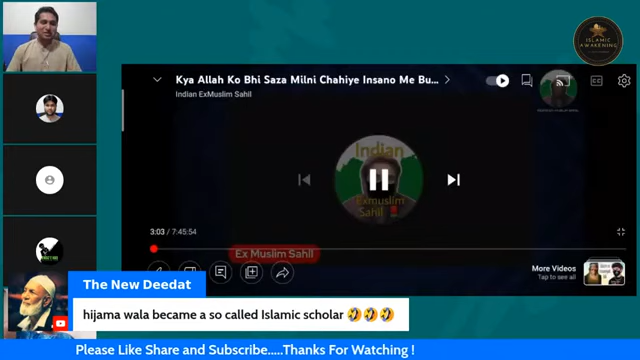 ISLAMIC
AWAKENING
Kya Allah Ko Bhi Saza Milni Chahiye Insano Me Bu...
Indian ExMuslim Sahil
CC
Indian
Exmuslim
Sahil
3:03 / 7:45:54
Ex Muslim Sahil
More Videos
Tap to see all
The New Deedat
hijama wala became a so called Islamic scholar 🤣🤣🤣
Please Like Share and Subscribe.....Thanks For Watching !